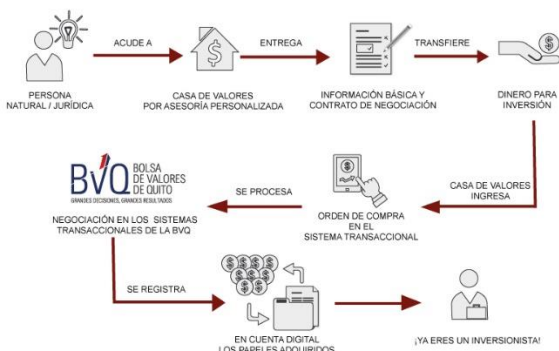 ACUDE A
ENTREGA
TRANSFIERE
PERSONA
NATURAL / JURÍDICA
CASA DE VALORES
POR ASESORÍA PERSONALIZADA
INFORMACIÓN BÁSICA Y
CONTRATO DE NEGOCIACIÓN
DINERO PARA
INVERSIÓN
CASA DE VALORES
INGRESA
ORDEN DE COMPRA
EN EL
SISTEMA TRANSACCIONAL
SE PROCESA
BVQ
BOLSA
DE VALORES
DE QUITO
GRANDES DECISIONES, GRANDES RESULTADOS
NEGOCIACIÓN EN LOS SISTEMAS
TRANSACCIONALES DE LA BVQ
SE REGISTRA
EN CUENTA DIGITAL
LOS PAPELES ADQUIRIDOS
¡YA ERES UN INVERSIONISTA!